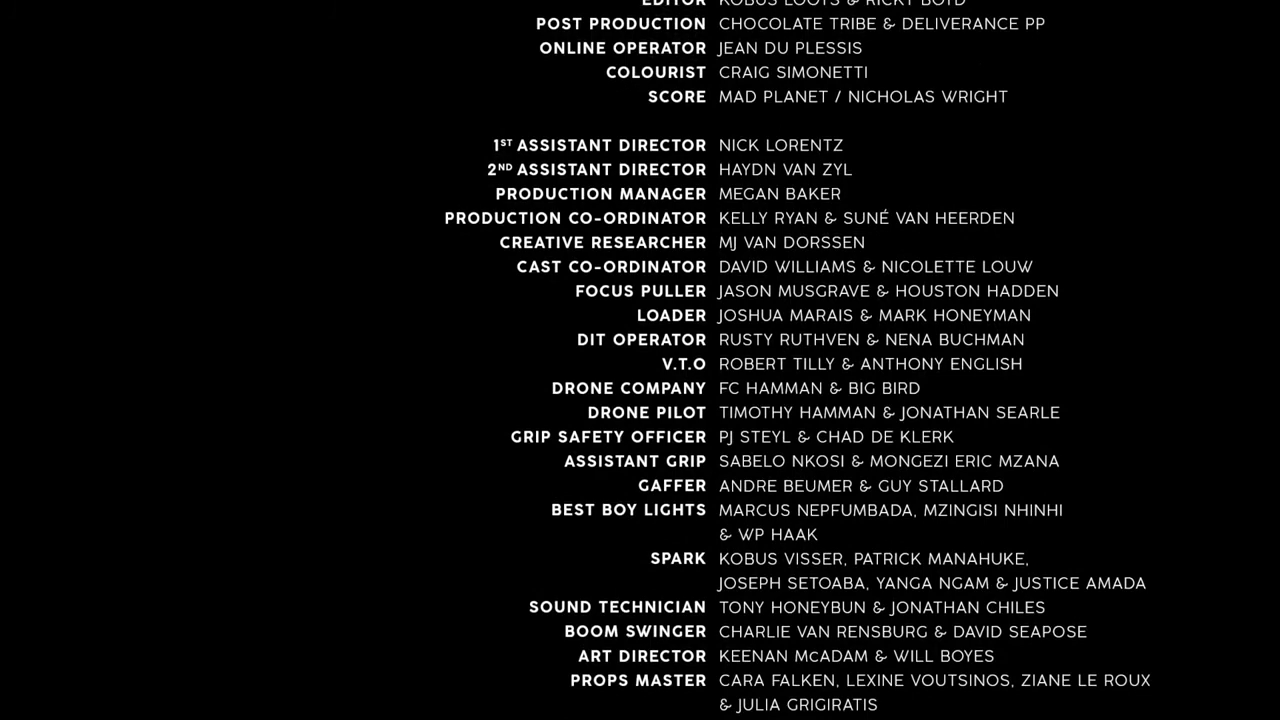 EDITOR KOBUS LOOTS & RICKY BOYD
POST PRODUCTION CHOCOLATE TRIBE & DELIVERANCE PP
ONLINE OPERATOR JEAN DU PLESSIS
COLOURIST CRAIG SIMONETTI
SCORE MAD PLANET / NICHOLAS WRIGHT
1ST ASSISTANT DIRECTOR NICK LORENTZ
2ND ASSISTANT DIRECTOR HAYDN VAN ZYL
PRODUCTION MANAGER MEGAN BAKER
PRODUCTION CO-ORDINATOR KELLY RYAN & SUNÉ VAN HEERDEN
CREATIVE RESEARCHER MJ VAN DORSSEN
CAST CO-ORDINATOR DAVID WILLIAMS & NICOLETTE LOUW
FOCUS PULLER JASON MUSGRAVE & HOUSTON HADDEN
LOADER JOSHUA MARAIS & MARK HONEYMAN
DIT OPERATOR RUSTY RUTHVEN & NENA BUCHMAN
V.T.O ROBERT TILLY & ANTHONY ENGLISH
DRONE COMPANY FC HAMMAN & BIG BIRD
DRONE PILOT TIMOTHY HAMMAN & JONATHAN SEARLE
GRIP SAFETY OFFICER PJ STEYL & CHAD DE KLERK
ASSISTANT GRIP SABELO NKOSI & MONGEZI ERIC MZANA
GAFFER ANDRE BEUMER & GUY STALLARD
BEST BOY LIGHTS MARCUS NEPFUMBADA, MZINGISI NHINHI
& WP HAAK
SPARK KOBUS VISSER, PATRICK MANAHUKE,
JOSEPH SETOABA, YANGA NGAM & JUSTICE AMADA
SOUND TECHNICIAN TONY HONEYBUN & JONATHAN CHILES
BOOM SWINGER CHARLIE VAN RENSBURG & DAVID SEAPOSE
ART DIRECTOR KEENAN McADAM & WILL BOYES
PROPS MASTER CARA FALKEN, LEXINE VOUTSINOS, ZIANE LE ROUX
& JULIA GRIGIRATIS